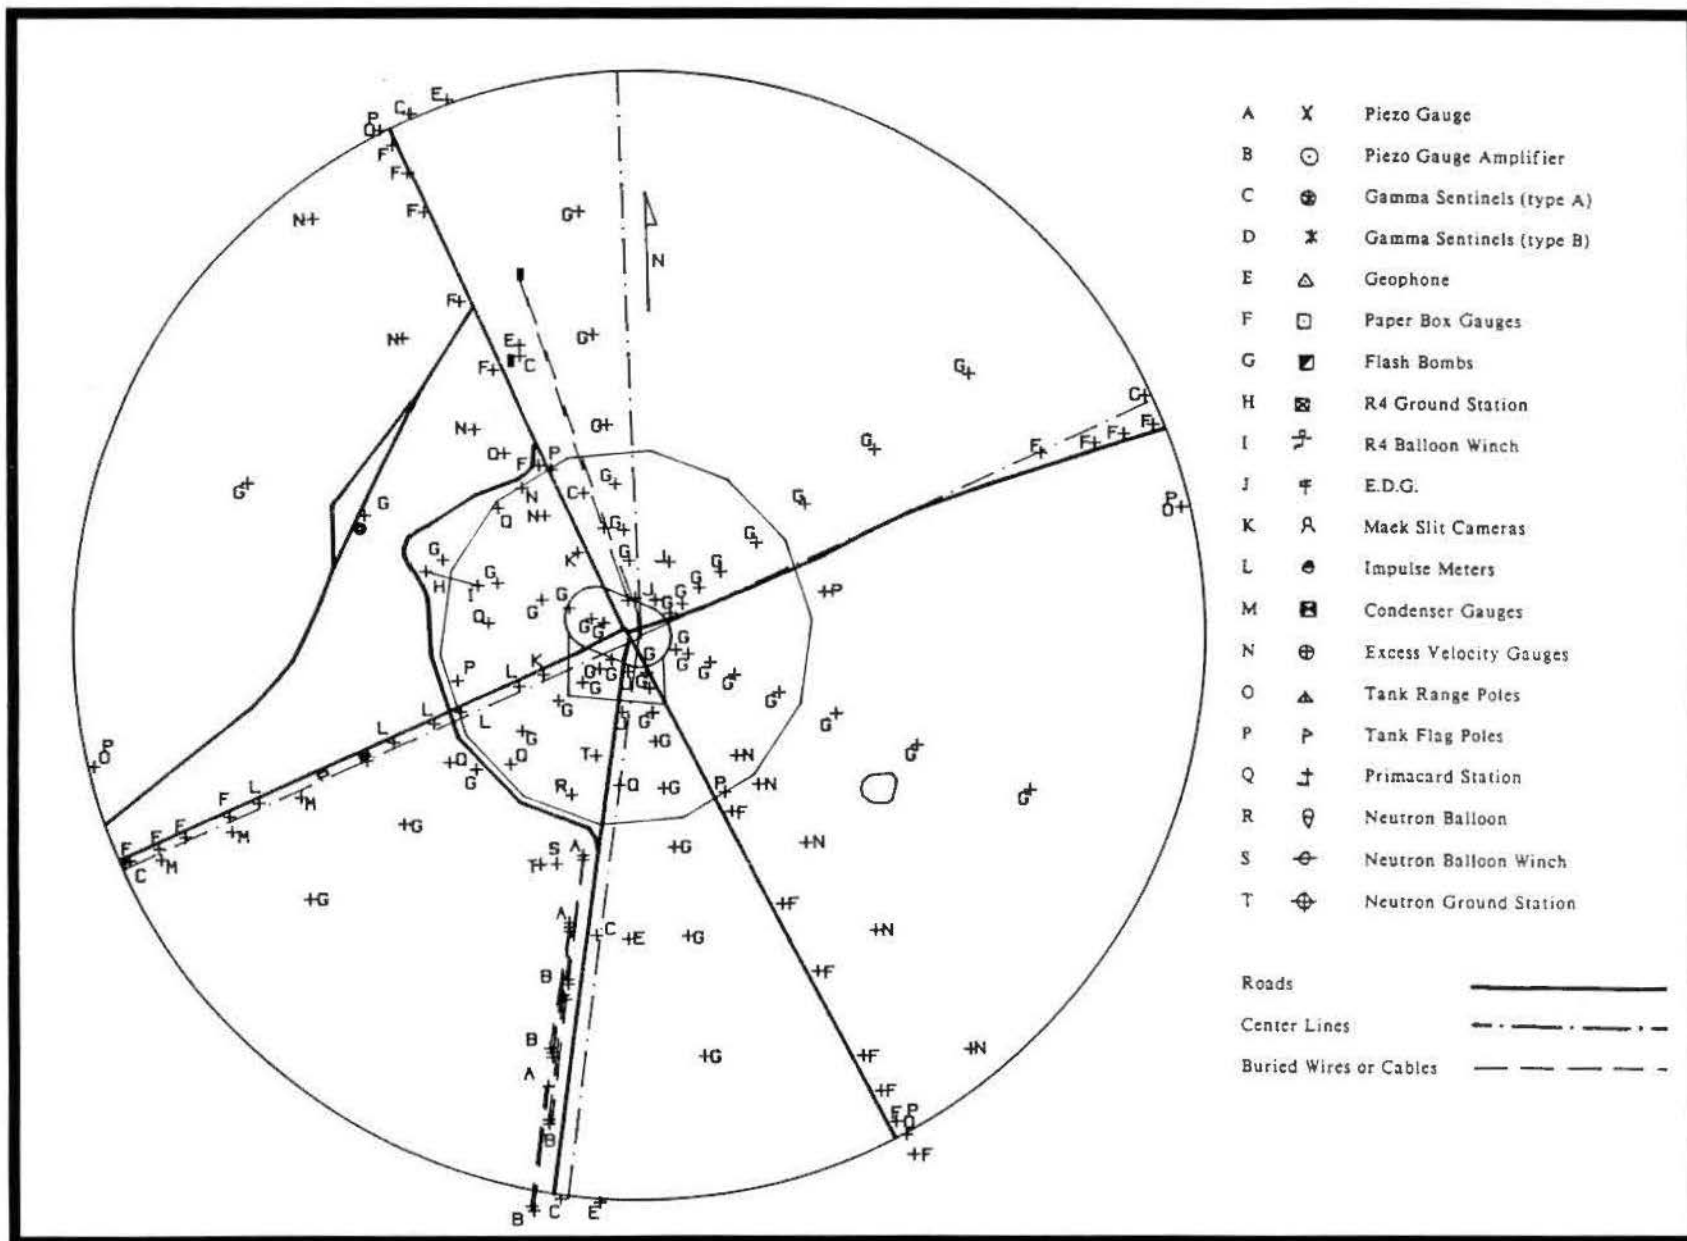 A Piezo Gauge
B Piezo Gauge Amplifier
C Gamma Sentinels (type A)
D Gamma Sentinels (type B)
E Geophone
F Paper Box Gauges
G Flash Bombs
H R4 Ground Station
I R4 Balloon Winch
J E.D.G.
K Maek Slit Cameras
L Impulse Meters
M Condenser Gauges
N Excess Velocity Gauges
O Tank Range Poles
P Tank Flag Poles
Q Primacard Station
R Neutron Balloon
S Neutron Balloon Winch
T Neutron Ground Station
Roads
Center Lines
Buried Wires or Cables
N